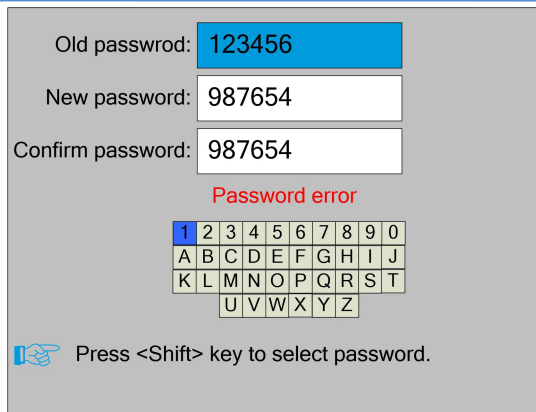 Old passwrod: 123456
New password: 987654
Confirm password: 987654
Password error
1 2 3 4 5 6 7 8 9 0
A B C D E F G H I J
K L M N O P Q R S T
U V W X Y Z
Press <Shift> key to select password.